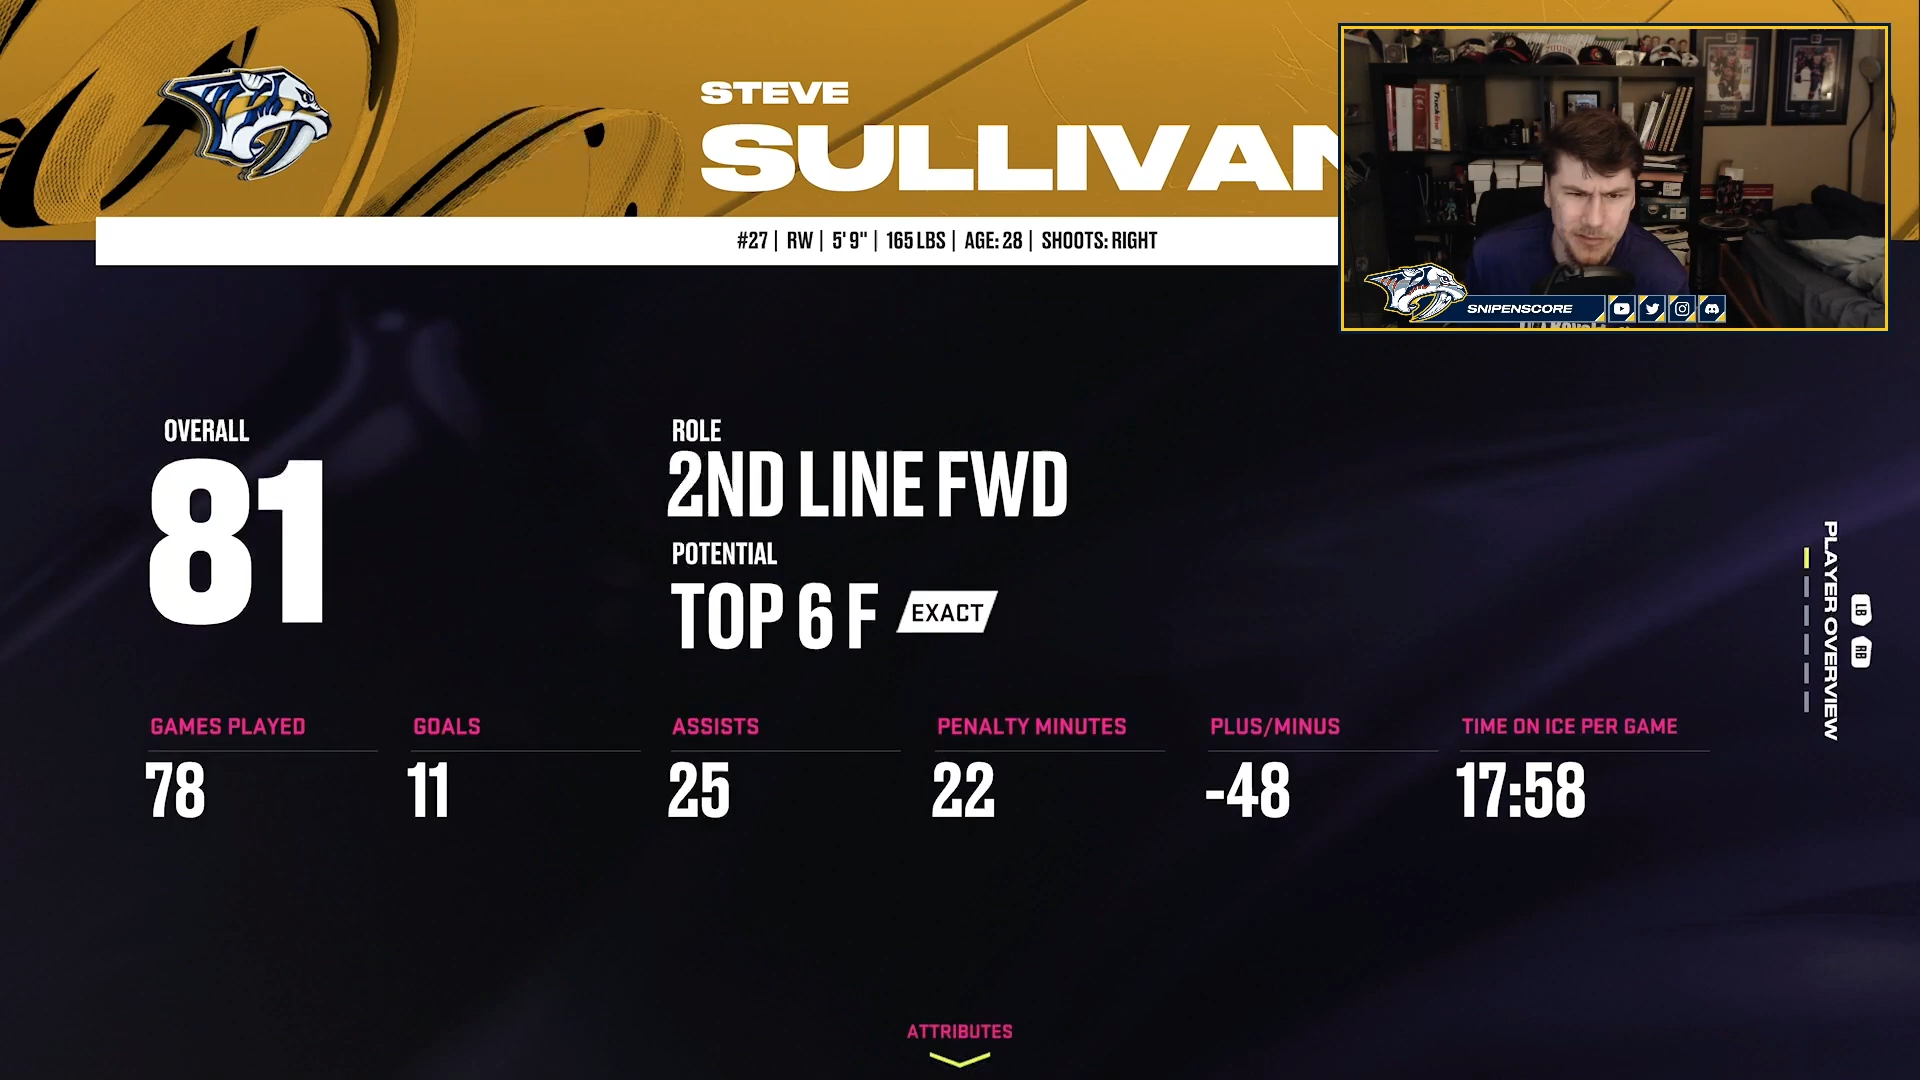 STEVE
SULLIVAN
#27 | RW | 5' 9" | 165 LBS | AGE: 28 | SHOOTS: RIGHT
SNIPENSCORE
OVERALL
81
ROLE
2ND LINE FWD
POTENTIAL
TOP 6 F EXACT
GAMES PLAYED GOALS ASSISTS PENALTY MINUTES PLUS/MINUS TIME ON ICE PER GAME
78 11 25 22 -48 17:58
LB RB
PLAYER OVERVIEW
ATTRIBUTES